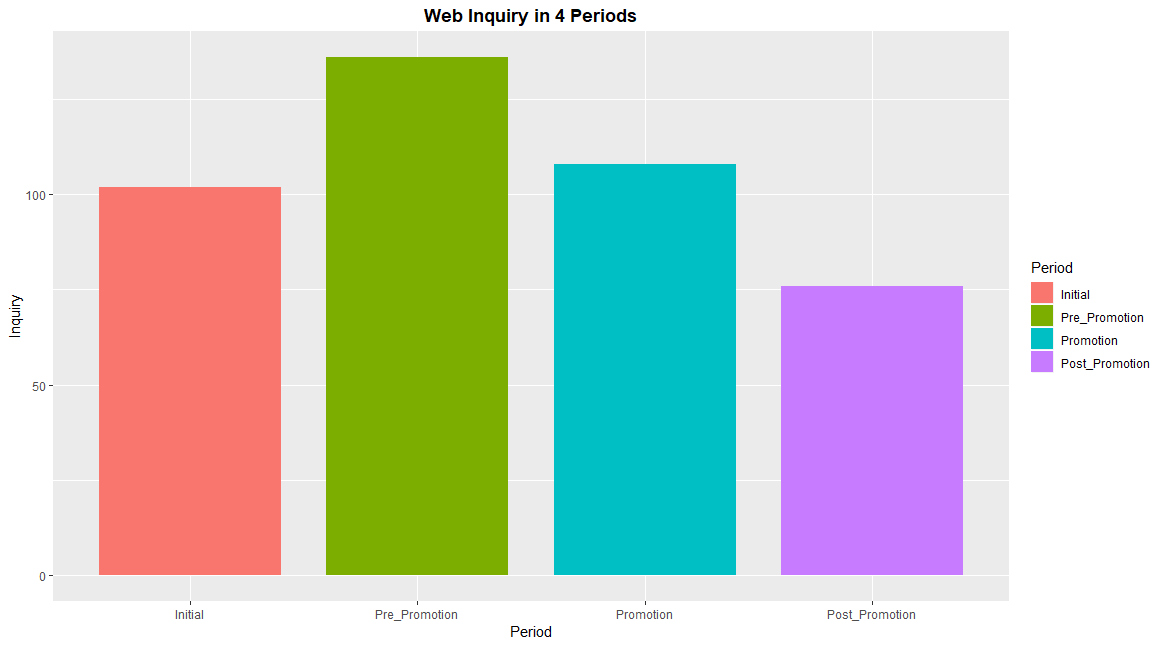 Web Inquiry in 4 Periods
Inquiry
100
50
0
Initial
Pre_Promotion
Promotion
Post_Promotion
Period
Period
Initial
Pre_Promotion
Promotion
Post_Promotion